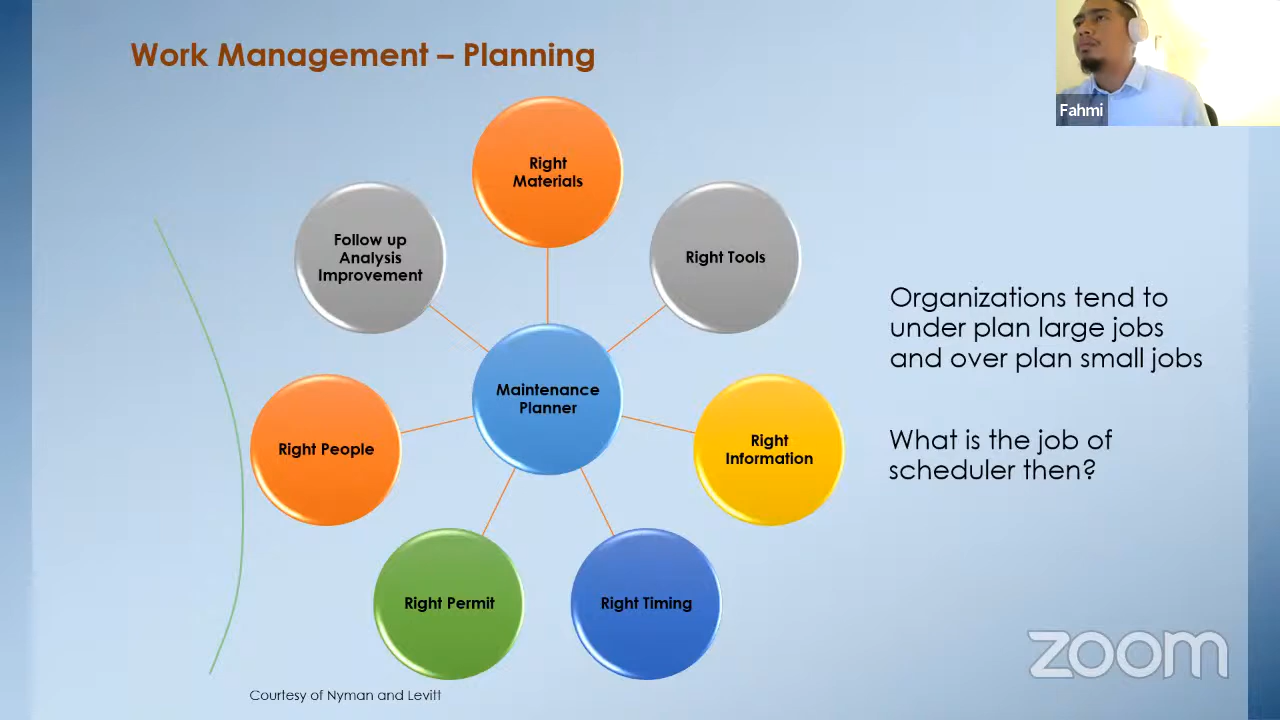 Work Management – Planning
Fahmi
Right
Materials
Follow up
Analysis
Improvement
Right Tools
Organizations tend to
under plan large jobs
and over plan small jobs
Maintenance
Planner
Right People
Right
Information
What is the job of
scheduler then?
Right Permit
Right Timing
zoom
Courtesy of Nyman and Levitt